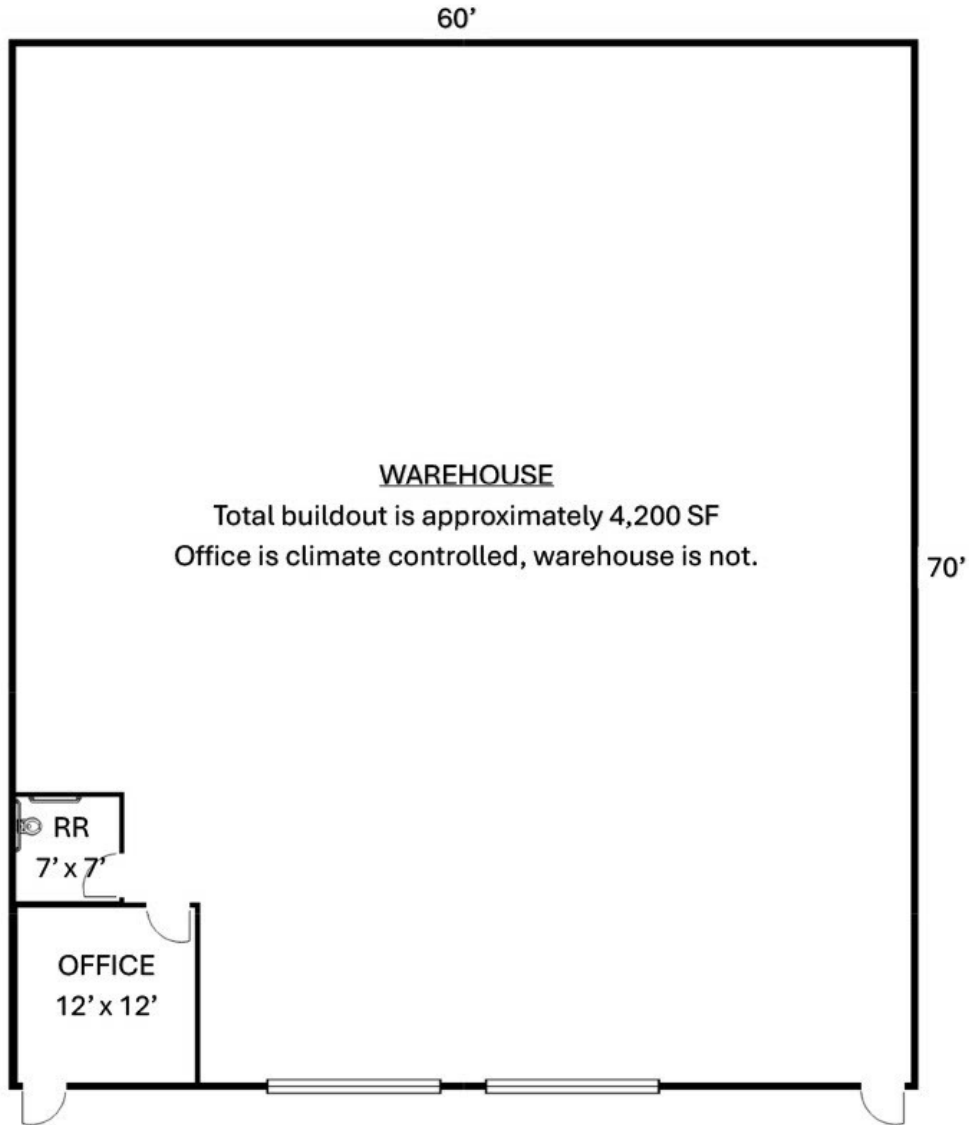 60’
WAREHOUSE
Total buildout is approximately 4,200 SF
Office is climate controlled, warehouse is not.
70’
RR
7’ x 7’
OFFICE
12’ x 12’